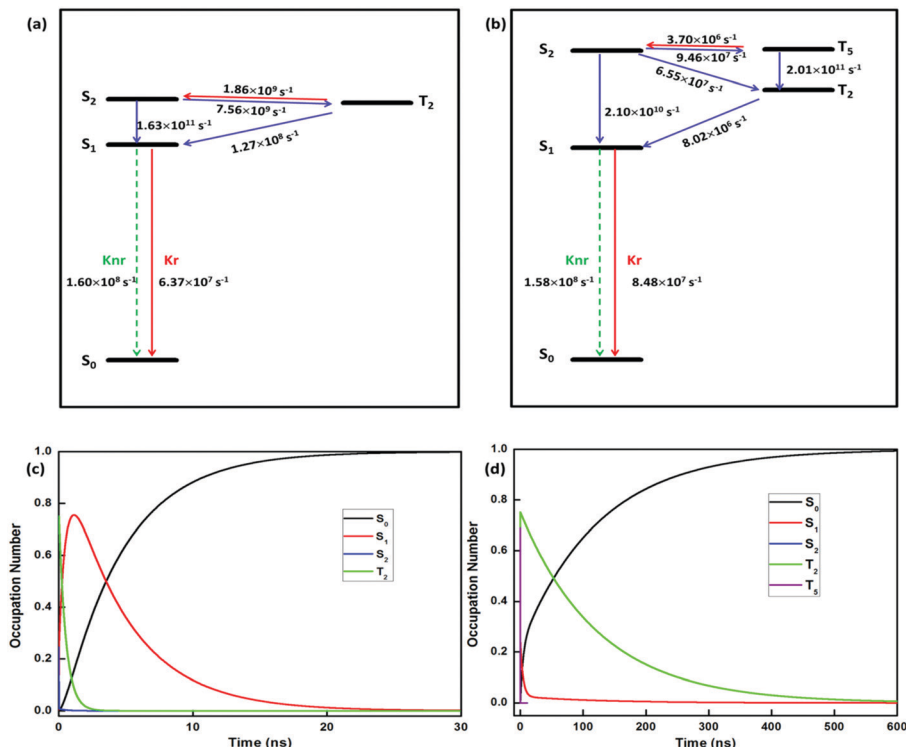 (a)
S₂
1.86×10⁹ s⁻¹
7.56×10⁹ s⁻¹
T₂
1.63×10¹¹ s⁻¹
S₁
1.27×10⁸ s⁻¹
Knr
Kr
1.60×10⁸ s⁻¹
6.37×10⁷ s⁻¹
S₀
(b)
S₂
3.70×10⁶ s⁻¹
9.46×10⁷ s⁻¹
T₅
6.55×10⁷ s⁻¹
2.01×10¹¹ s⁻¹
T₂
2.10×10¹⁰ s⁻¹
S₁
8.02×10⁶ s⁻¹
Knr
Kr
1.58×10⁸ s⁻¹
8.48×10⁷ s⁻¹
S₀
(c)
1.0
0.8
0.6
0.4
0.2
0.0
Occupation Number
S₀
S₁
S₂
T₂
0
10
20
30
Time (ns)
(d)
1.0
0.8
0.6
0.4
0.2
0.0
Occupation Number
S₀
S₁
S₂
T₂
T₅
0
100
200
300
400
500
600
Time (ns)